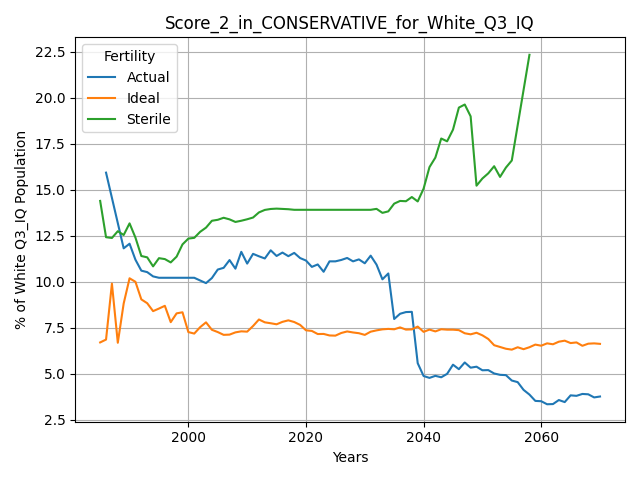 Score_2_in_CONSERVATIVE_for_White_Q3_IQ
% of White Q3_IQ Population
22.5
20.0
17.5
15.0
12.5
10.0
7.5
5.0
2.5
Fertility
Actual
Ideal
Sterile
2000
2020
2040
2060
Years